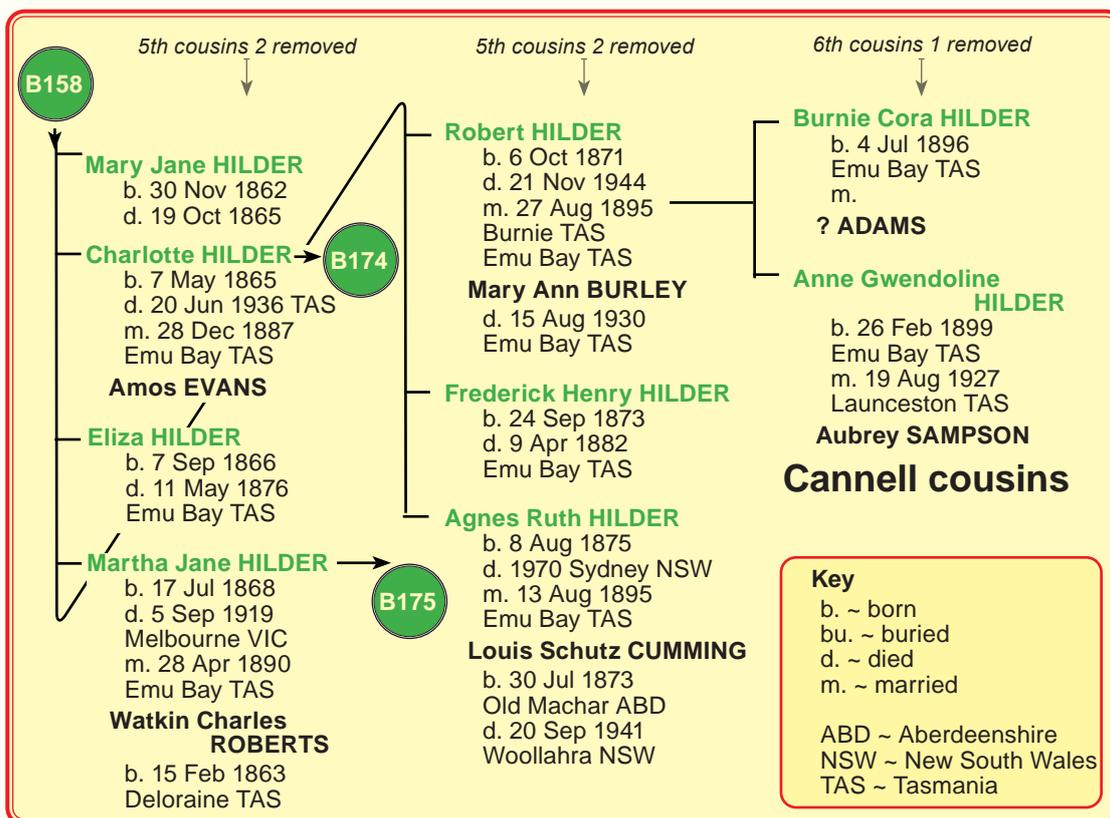 5th cousins 2 removed
B158
Mary Jane HILDER
b. 30 Nov 1862
d. 19 Oct 1865
Charlotte HILDER
B174
b. 7 May 1865
d. 20 Jun 1936 TAS
m. 28 Dec 1887
Emu Bay TAS
Amos EVANS
Eliza HILDER
b. 7 Sep 1866
d. 11 May 1876
Emu Bay TAS
Martha Jane HILDER
B175
b. 17 Jul 1868
d. 5 Sep 1919
Melbourne VIC
m. 28 Apr 1890
Emu Bay TAS
Watkin Charles
ROBERTS
b. 15 Feb 1863
Deloraine TAS
5th cousins 2 removed
Robert HILDER
b. 6 Oct 1871
d. 21 Nov 1944
m. 27 Aug 1895
Burnie TAS
Emu Bay TAS
Mary Ann BURLEY
d. 15 Aug 1930
Emu Bay TAS
Frederick Henry HILDER
b. 24 Sep 1873
d. 9 Apr 1882
Emu Bay TAS
Agnes Ruth HILDER
b. 8 Aug 1875
d. 1970 Sydney NSW
m. 13 Aug 1895
Emu Bay TAS
Louis Schutz CUMMING
b. 30 Jul 1873
Old Machar ABD
d. 20 Sep 1941
Woollahra NSW
6th cousins 1 removed
Burnie Cora HILDER
b. 4 Jul 1896
Emu Bay TAS
m.
? ADAMS
Anne Gwendoline
HILDER
b. 26 Feb 1899
Emu Bay TAS
m. 19 Aug 1927
Launceston TAS
Aubrey SAMPSON
Cannell cousins
Key
b. ~ born
bu. ~ buried
d. ~ died
m. ~ married
ABD ~ Aberdeenshire
NSW ~ New South Wales
TAS ~ Tasmania